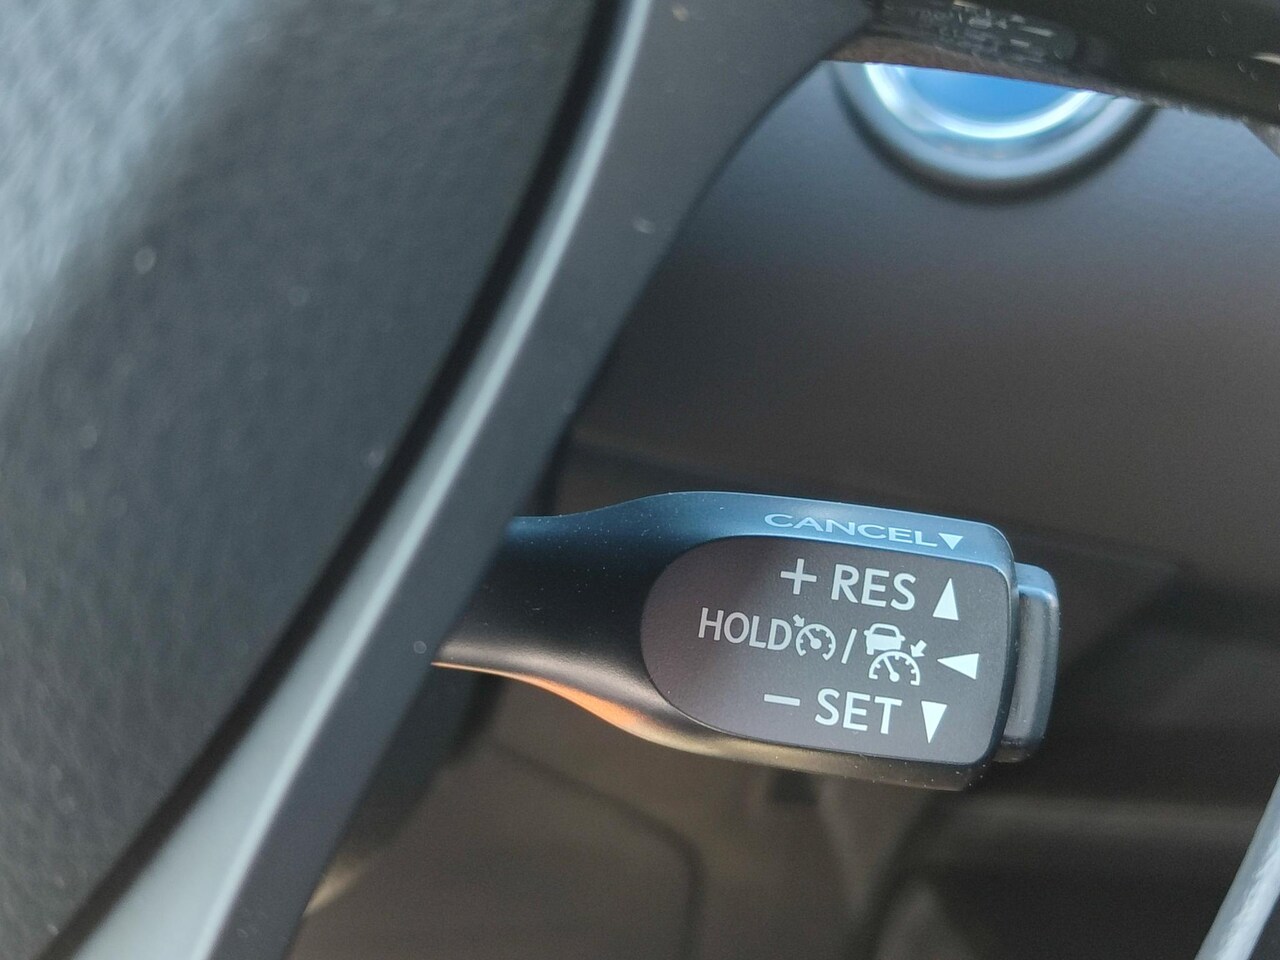 CANCEL▼
+ RES ▲
HOLD / ◀
− SET ▼